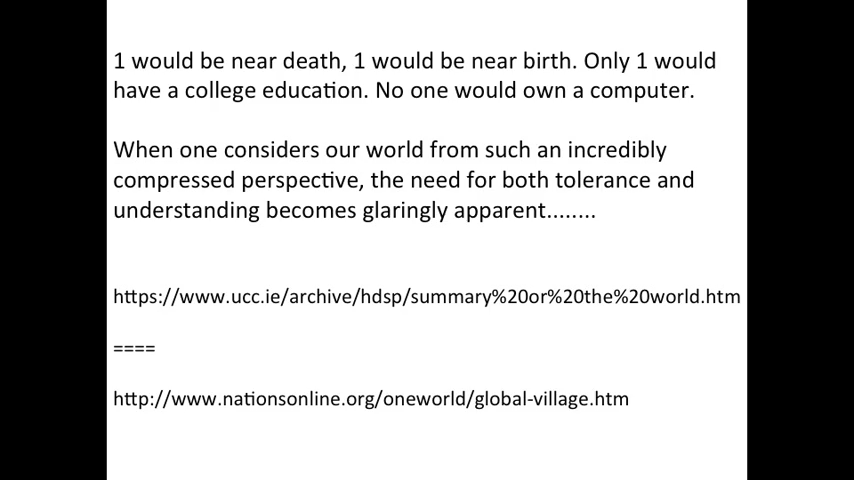 1 would be near death, 1 would be near birth. Only 1 would
have a college education. No one would own a computer.
When one considers our world from such an incredibly
compressed perspective, the need for both tolerance and
understanding becomes glaringly apparent........
https://www.ucc.ie/archive/hdsp/summary%20or%20the%20world.htm
====
http://www.nationsonline.org/oneworld/global-village.htm